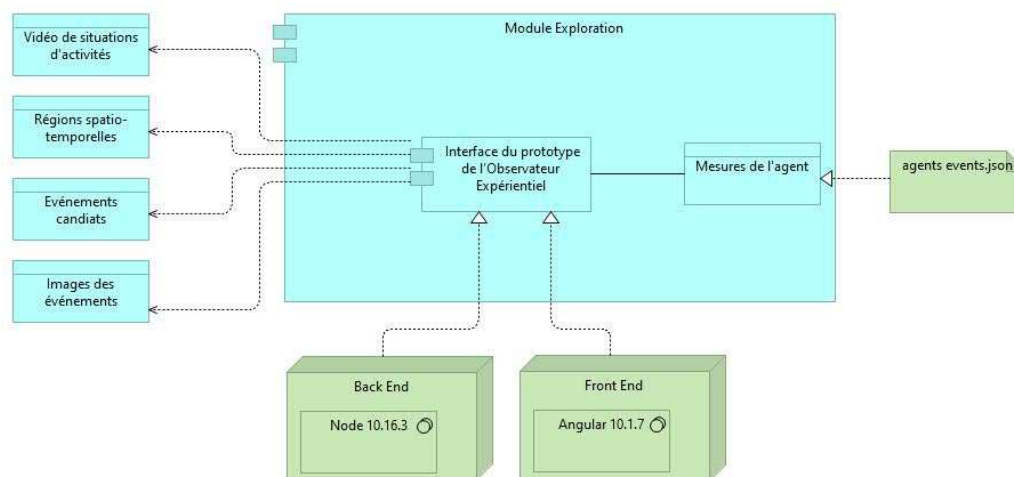 Vidéo de situations
d'activités
Régions spatio-
temporelles
Evénements
candiats
Images des
événements
Module Exploration
Interface du prototype
de l'Observateur
Expérientiel
Mesures de l'agent
agents events.json
Back End
Node 10.16.3
Front End
Angular 10.1.7